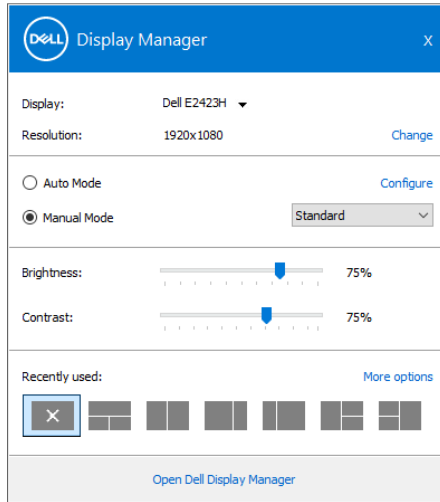 DELL Display Manager X
Display: Dell E2423H
Resolution: 1920x1080 Change
Auto Mode Configure
Manual Mode Standard
Brightness: 75%
Contrast: 75%
Recently used: More options
Open Dell Display Manager